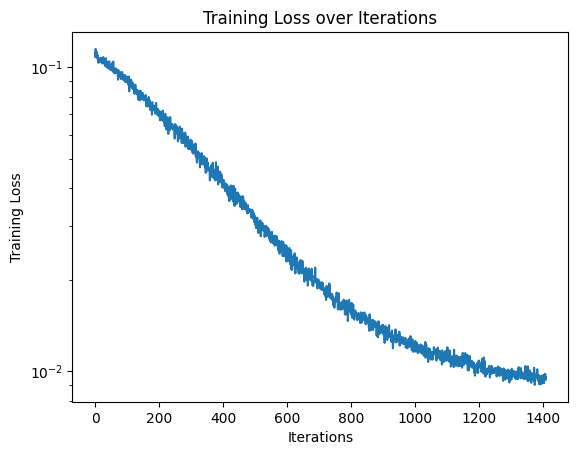 Training Loss over Iterations
Training Loss
10⁻¹
10⁻²
0 200 400 600 800 1000 1200 1400
Iterations